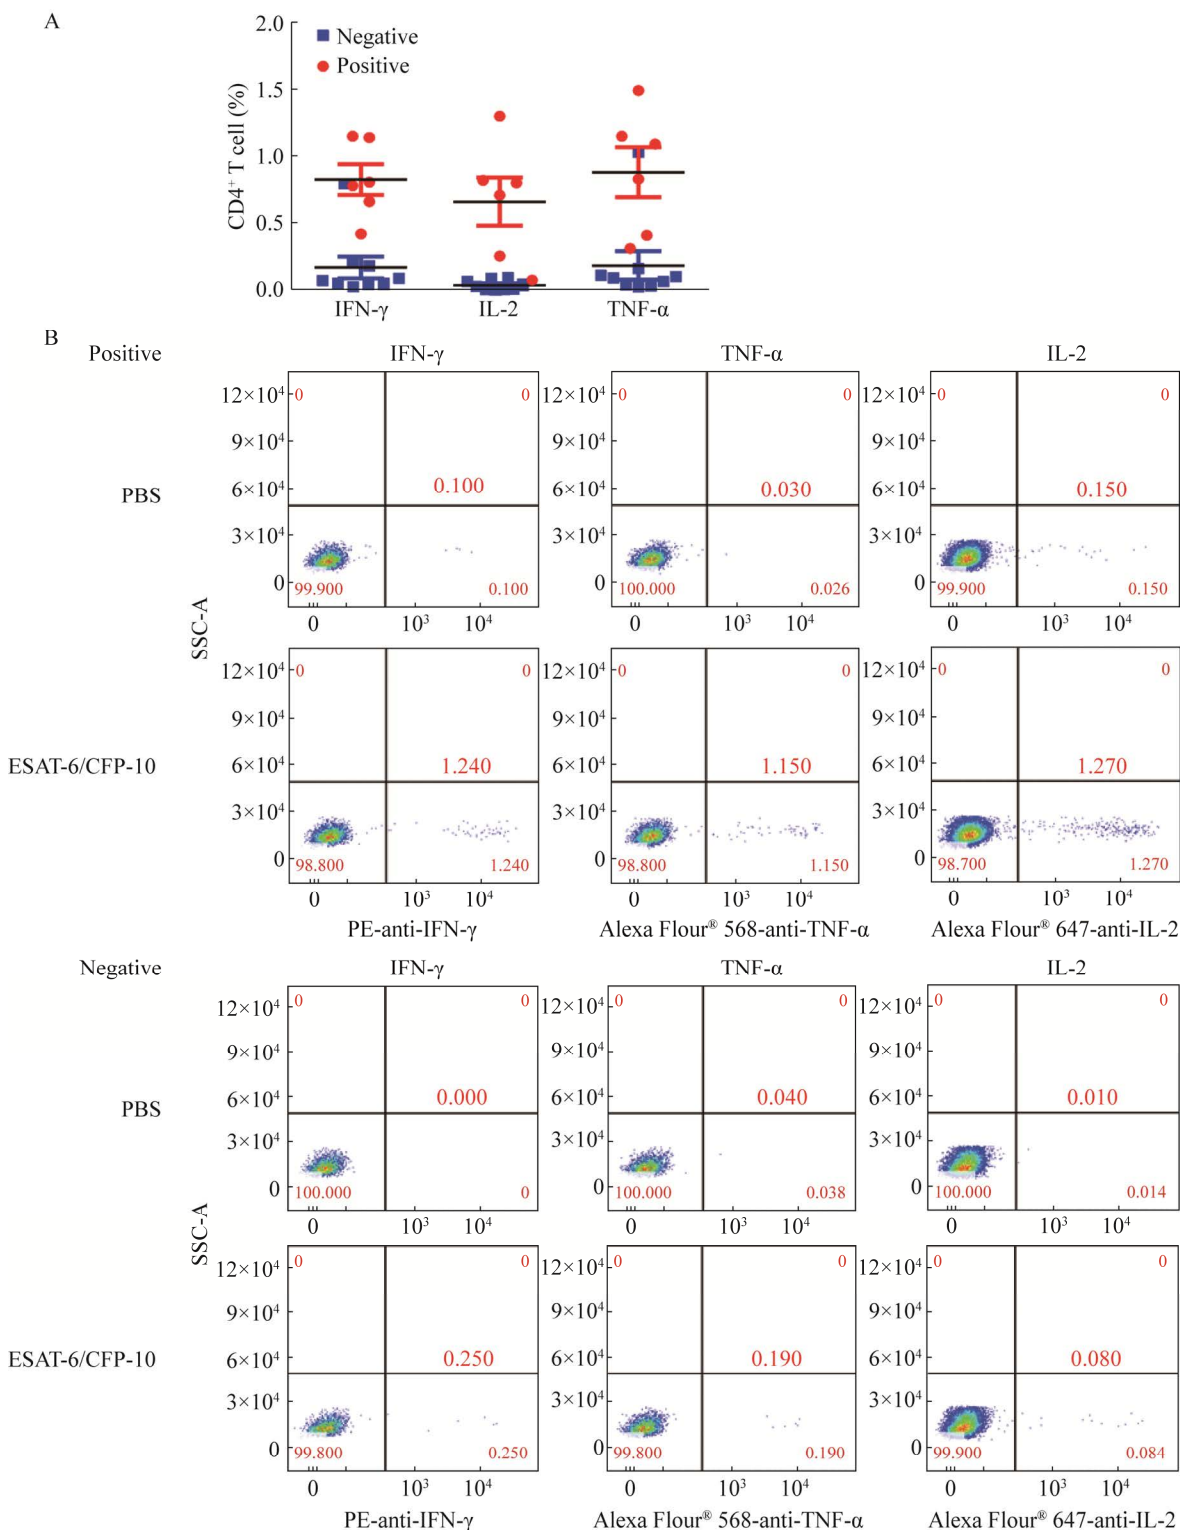 A
2.0
Negative
Positive
1.5
1.0
0.5
0.0
CD4⁺ T cell (%)
IFN-γ IL-2 TNF-α
B
Positive IFN-γ TNF-α IL-2
PBS
SSC-A
12×10⁴ 0 0 12×10⁴ 0 0 12×10⁴ 0 0
9×10⁴ 9×10⁴ 9×10⁴
6×10⁴ 0.100 6×10⁴ 0.030 6×10⁴ 0.150
3×10⁴ 3×10⁴ 3×10⁴
0 0 0
99.900 0.100 100.000 0.026 99.900 0.150
0 10³ 10⁴ 0 10³ 10⁴ 0 10³ 10⁴
ESAT-6/CFP-10
12×10⁴ 0 0 12×10⁴ 0 0 12×10⁴ 0 0
9×10⁴ 9×10⁴ 9×10⁴
6×10⁴ 1.240 6×10⁴ 1.150 6×10⁴ 1.270
3×10⁴ 3×10⁴ 3×10⁴
0 0 0
98.800 1.240 98.800 1.150 98.700 1.270
0 10³ 10⁴ 0 10³ 10⁴ 0 10³ 10⁴
PE-anti-IFN-γ Alexa Flour® 568-anti-TNF-α Alexa Flour® 647-anti-IL-2
Negative IFN-γ TNF-α IL-2
PBS
SSC-A
12×10⁴ 0 0 12×10⁴ 0 0 12×10⁴ 0 0
9×10⁴ 9×10⁴ 9×10⁴
6×10⁴ 0.000 6×10⁴ 0.040 6×10⁴ 0.010
3×10⁴ 3×10⁴ 3×10⁴
0 0 0
100.000 0 100.000 0.038 100.000 0.014
0 10³ 10⁴ 0 10³ 10⁴ 0 10³ 10⁴
ESAT-6/CFP-10
12×10⁴ 0 0 12×10⁴ 0 0 12×10⁴ 0 0
9×10⁴ 9×10⁴ 9×10⁴
6×10⁴ 0.250 6×10⁴ 0.190 6×10⁴ 0.080
3×10⁴ 3×10⁴ 3×10⁴
0 0 0
99.800 0.250 99.800 0.190 99.900 0.084
0 10³ 10⁴ 0 10³ 10⁴ 0 10³ 10⁴
PE-anti-IFN-γ Alexa Flour® 568-anti-TNF-α Alexa Flour® 647-anti-IL-2